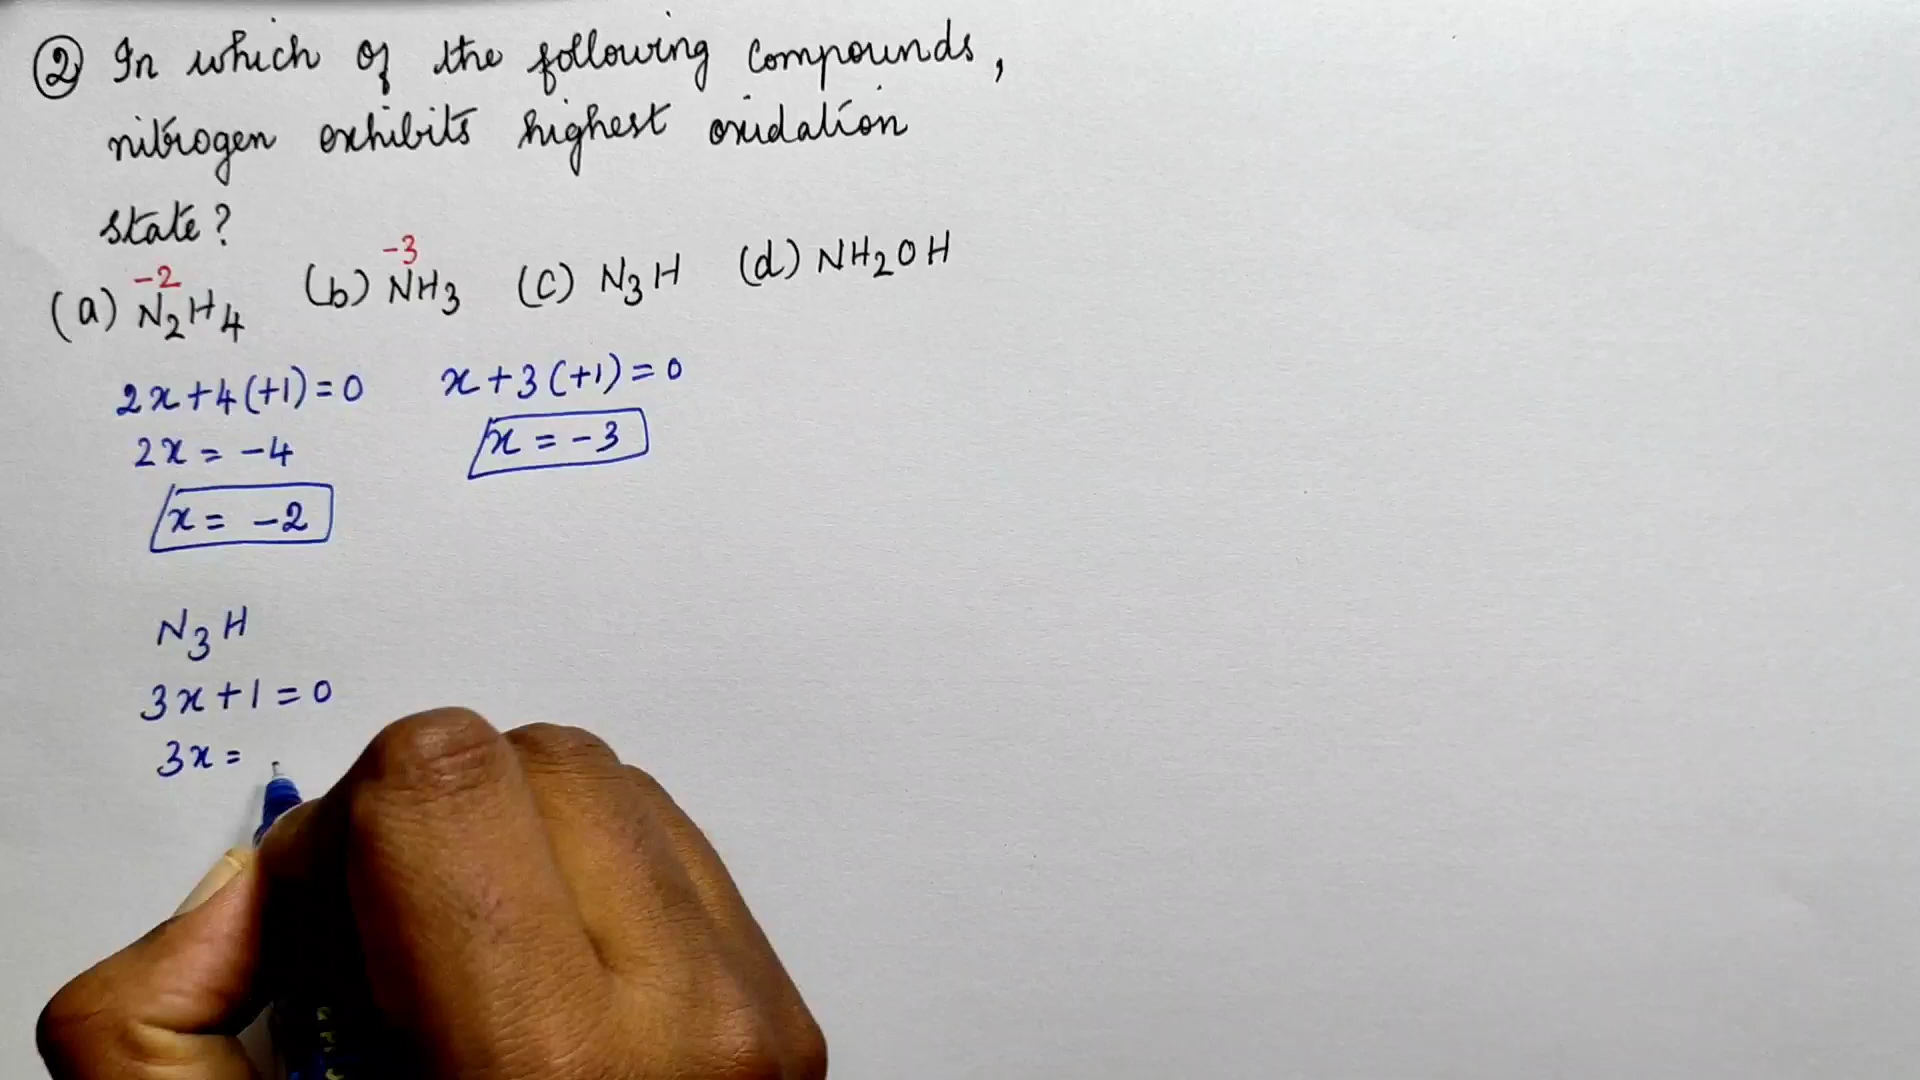 ② In which of the following compounds,
nitrogen exhibits highest oxidation
state?
-2 -3
(a) N2H4 (b) NH3 (c) N3H (d) NH2OH
2x+4(+1)=0 x+3(+1)=0
2x = -4 x = -3
x = -2
N3H
3x+1=0
3x=